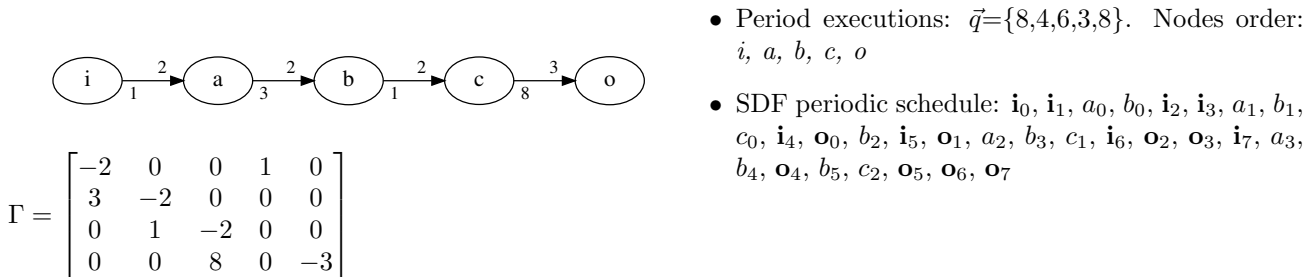 • Period executions: q⃗={8,4,6,3,8}. Nodes order:
i, a, b, c, o
• SDF periodic schedule: i₀, i₁, a₀, b₀, i₂, i₃, a₁, b₁,
c₀, i₄, o₀, b₂, i₅, o₁, a₂, b₃, c₁, i₆, o₂, o₃, i₇, a₃,
b₄, o₄, b₅, c₂, o₅, o₆, o₇
2 2 2 3
i a b c o
1 3 1 8
−2 0 0 1 0
3 −2 0 0 0
Γ =
0 1 −2 0 0
0 0 8 0 −3